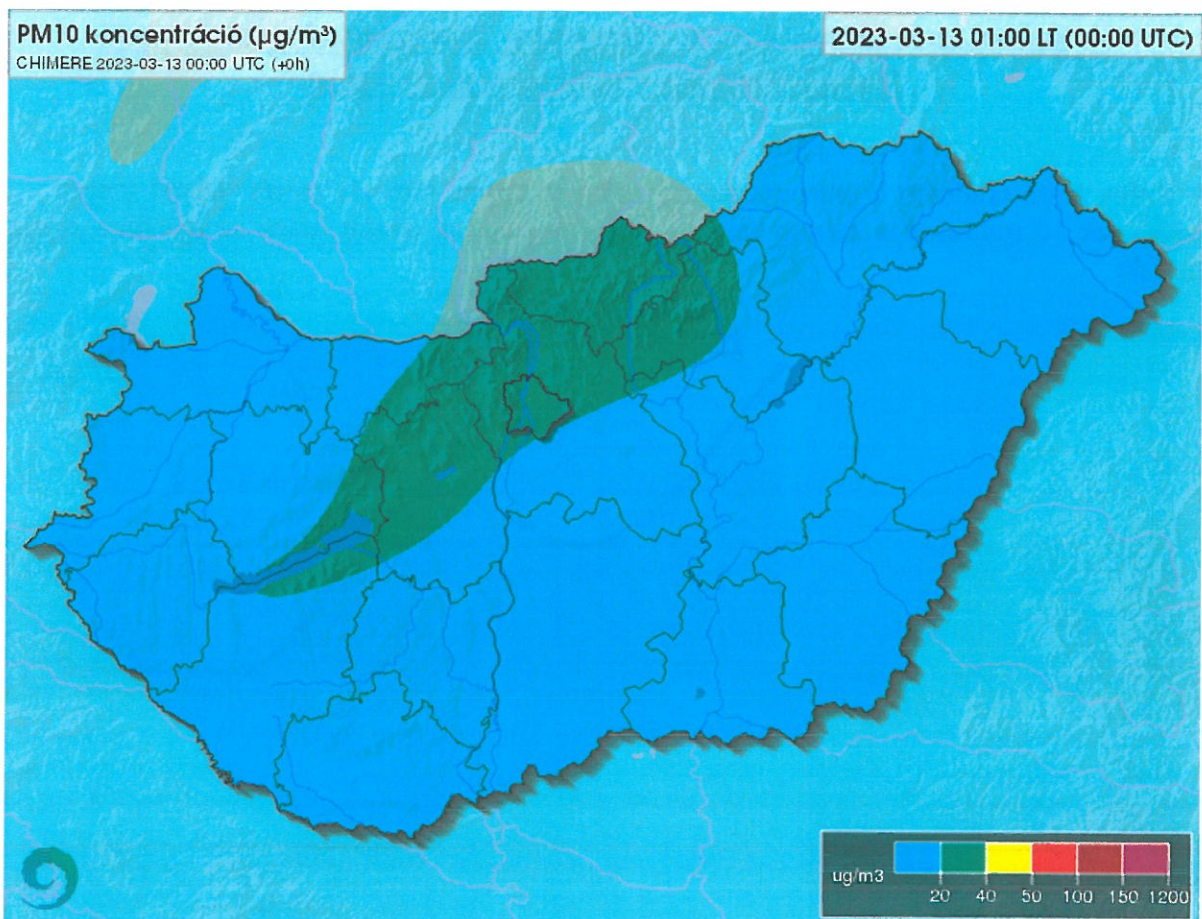 PM10 koncentráció (µg/m³)
CHIMERE 2023-03-13 00:00 UTC (+0h)
2023-03-13 01:00 LT (00:00 UTC)
ug/m3
20 40 50 100 150 1200